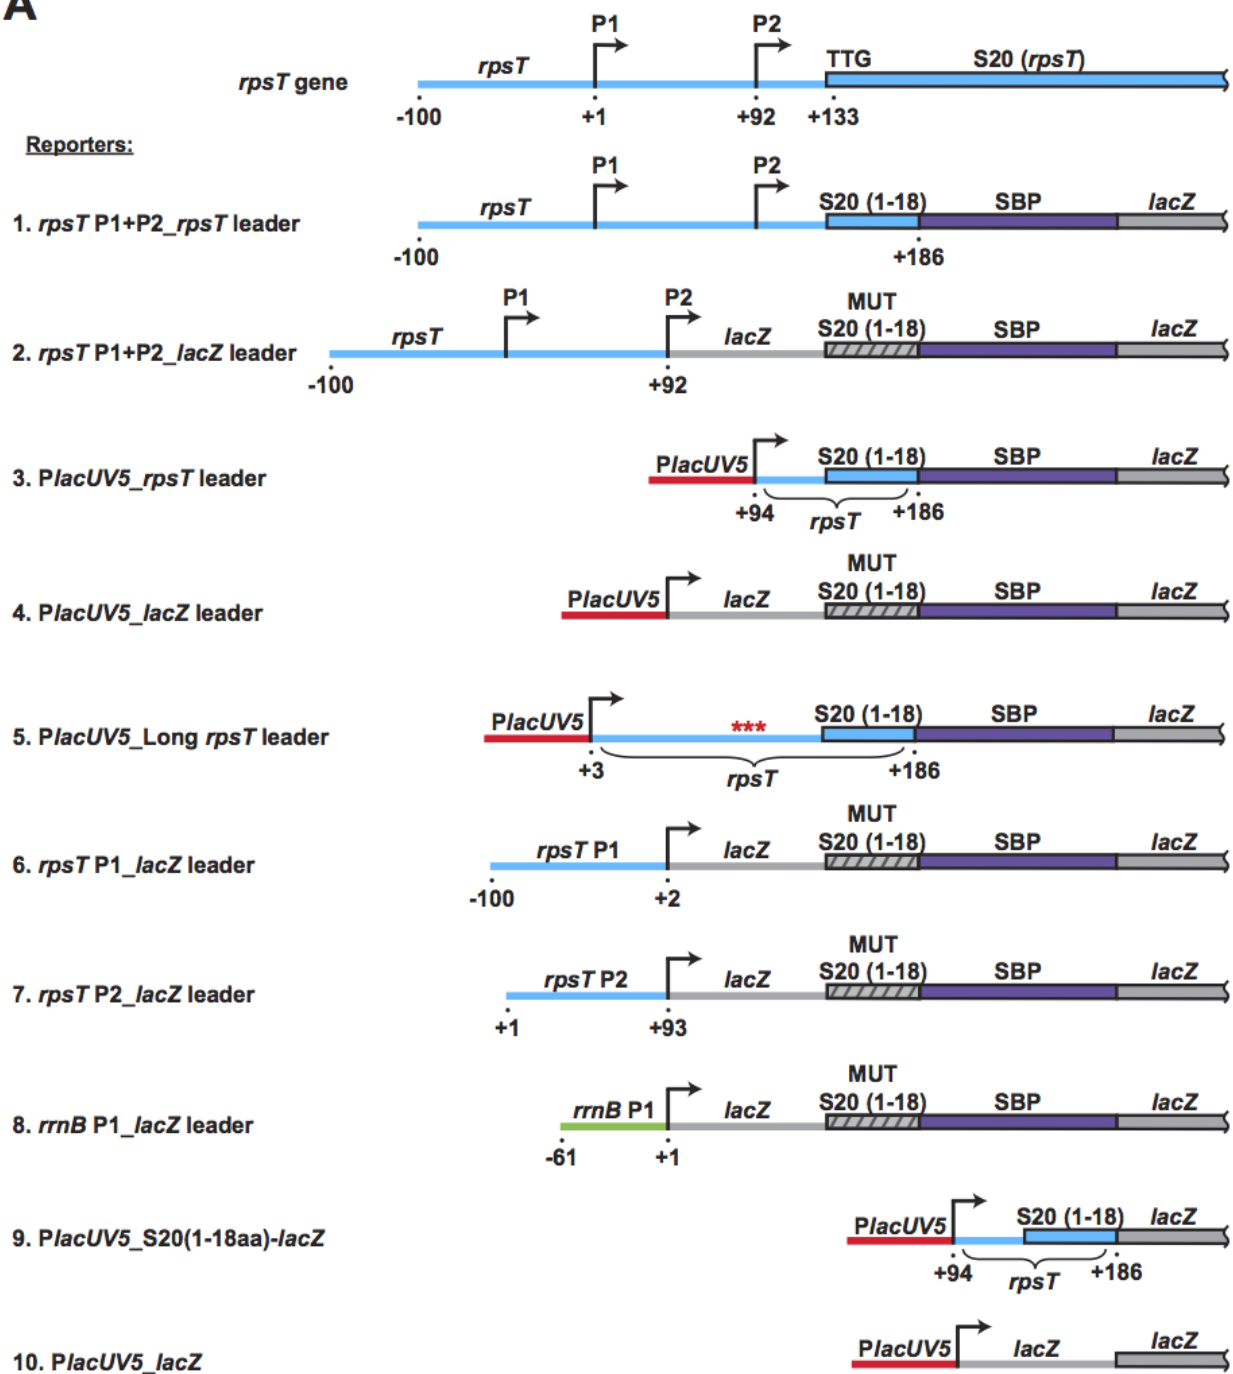 A
P1 P2
rpsT TTG S20 (rpsT)
rpsT gene
-100 +1 +92 +133
Reporters:
P1 P2
rpsT S20 (1-18) SBP lacZ
1. rpsT P1+P2_rpsT leader
-100 +186
P1 P2 MUT
rpsT lacZ S20 (1-18) SBP lacZ
2. rpsT P1+P2_lacZ leader
-100 +92
PlacUV5 S20 (1-18) SBP lacZ
3. PlacUV5_rpsT leader
+94 rpsT +186
MUT
PlacUV5 lacZ S20 (1-18) SBP lacZ
4. PlacUV5_lacZ leader
PlacUV5 *** S20 (1-18) SBP lacZ
5. PlacUV5_Long rpsT leader
+3 rpsT +186
MUT
rpsT P1 lacZ S20 (1-18) SBP lacZ
6. rpsT P1_lacZ leader
-100 +2
MUT
rpsT P2 lacZ S20 (1-18) SBP lacZ
7. rpsT P2_lacZ leader
+1 +93
MUT
rrnB P1 lacZ S20 (1-18) SBP lacZ
8. rrnB P1_lacZ leader
-61 +1
PlacUV5 S20 (1-18) lacZ
9. PlacUV5_S20(1-18aa)-lacZ
+94 rpsT +186
PlacUV5 lacZ lacZ
10. PlacUV5_lacZ